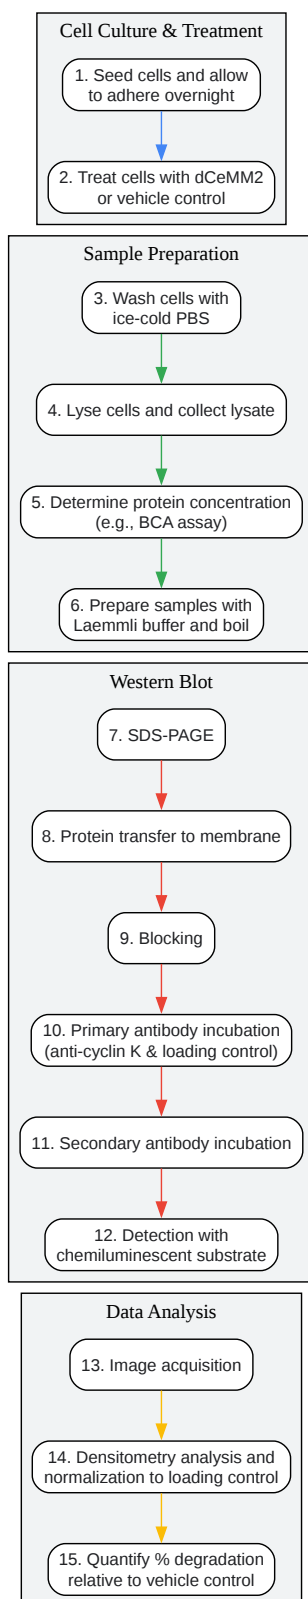 Cell Culture & Treatment
1. Seed cells and allow
to adhere overnight
2. Treat cells with dCeMM2
or vehicle control
Sample Preparation
3. Wash cells with
ice-cold PBS
4. Lyse cells and collect lysate
5. Determine protein concentration
(e.g., BCA assay)
6. Prepare samples with
Laemmli buffer and boil
Western Blot
7. SDS-PAGE
8. Protein transfer to membrane
9. Blocking
10. Primary antibody incubation
(anti-cyclin K & loading control)
11. Secondary antibody incubation
12. Detection with
chemiluminescent substrate
Data Analysis
13. Image acquisition
14. Densitometry analysis and
normalization to loading control
15. Quantify % degradation
relative to vehicle control